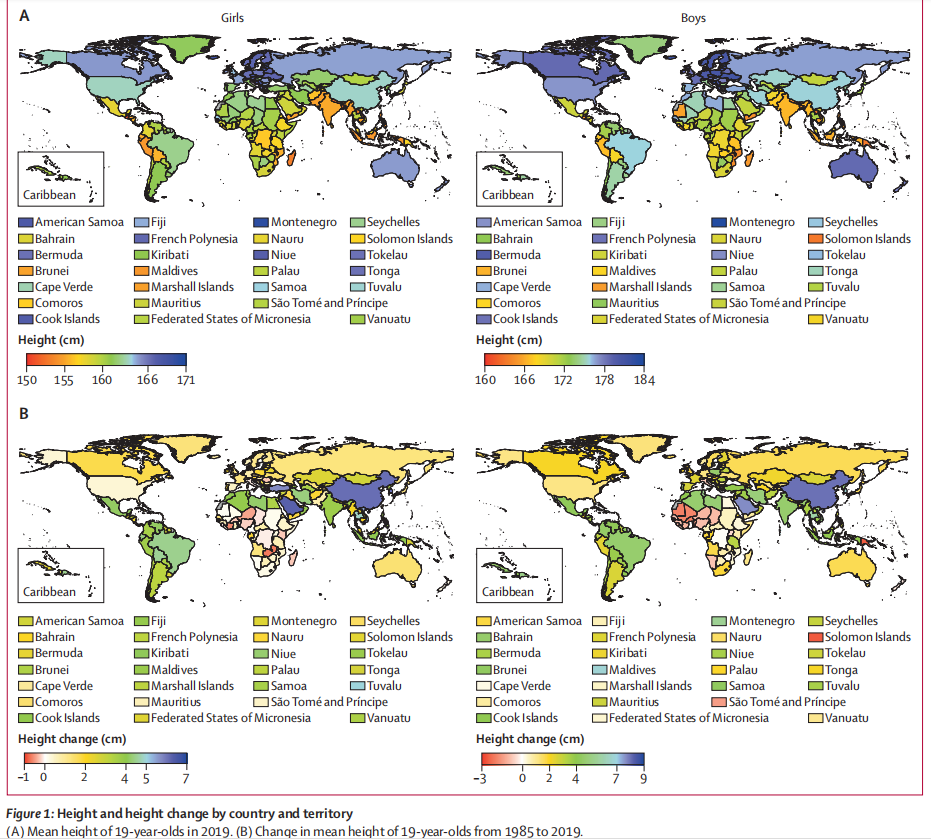 A
Girls
Boys
Caribbean
Caribbean
American Samoa Fiji Montenegro Seychelles
Bahrain French Polynesia Nauru Solomon Islands
Bermuda Kiribati Niue Tokelau
Brunei Maldives Palau Tonga
Cape Verde Marshall Islands Samoa Tuvalu
Comoros Mauritius São Tomé and Príncipe
Cook Islands Federated States of Micronesia Vanuatu
Height (cm)
150 155 160 166 171
American Samoa Fiji Montenegro Seychelles
Bahrain French Polynesia Nauru Solomon Islands
Bermuda Kiribati Niue Tokelau
Brunei Maldives Palau Tonga
Cape Verde Marshall Islands Samoa Tuvalu
Comoros Mauritius São Tomé and Príncipe
Cook Islands Federated States of Micronesia Vanuatu
Height (cm)
160 166 172 178 184
B
Caribbean
Caribbean
American Samoa Fiji Montenegro Seychelles
Bahrain French Polynesia Nauru Solomon Islands
Bermuda Kiribati Niue Tokelau
Brunei Maldives Palau Tonga
Cape Verde Marshall Islands Samoa Tuvalu
Comoros Mauritius São Tomé and Príncipe
Cook Islands Federated States of Micronesia Vanuatu
Height change (cm)
–1 0 2 4 5 7
American Samoa Fiji Montenegro Seychelles
Bahrain French Polynesia Nauru Solomon Islands
Bermuda Kiribati Niue Tokelau
Brunei Maldives Palau Tonga
Cape Verde Marshall Islands Samoa Tuvalu
Comoros Mauritius São Tomé and Príncipe
Cook Islands Federated States of Micronesia Vanuatu
Height change (cm)
–3 0 2 4 7 9
Figure 1: Height and height change by country and territory
(A) Mean height of 19-year-olds in 2019. (B) Change in mean height of 19-year-olds from 1985 to 2019.